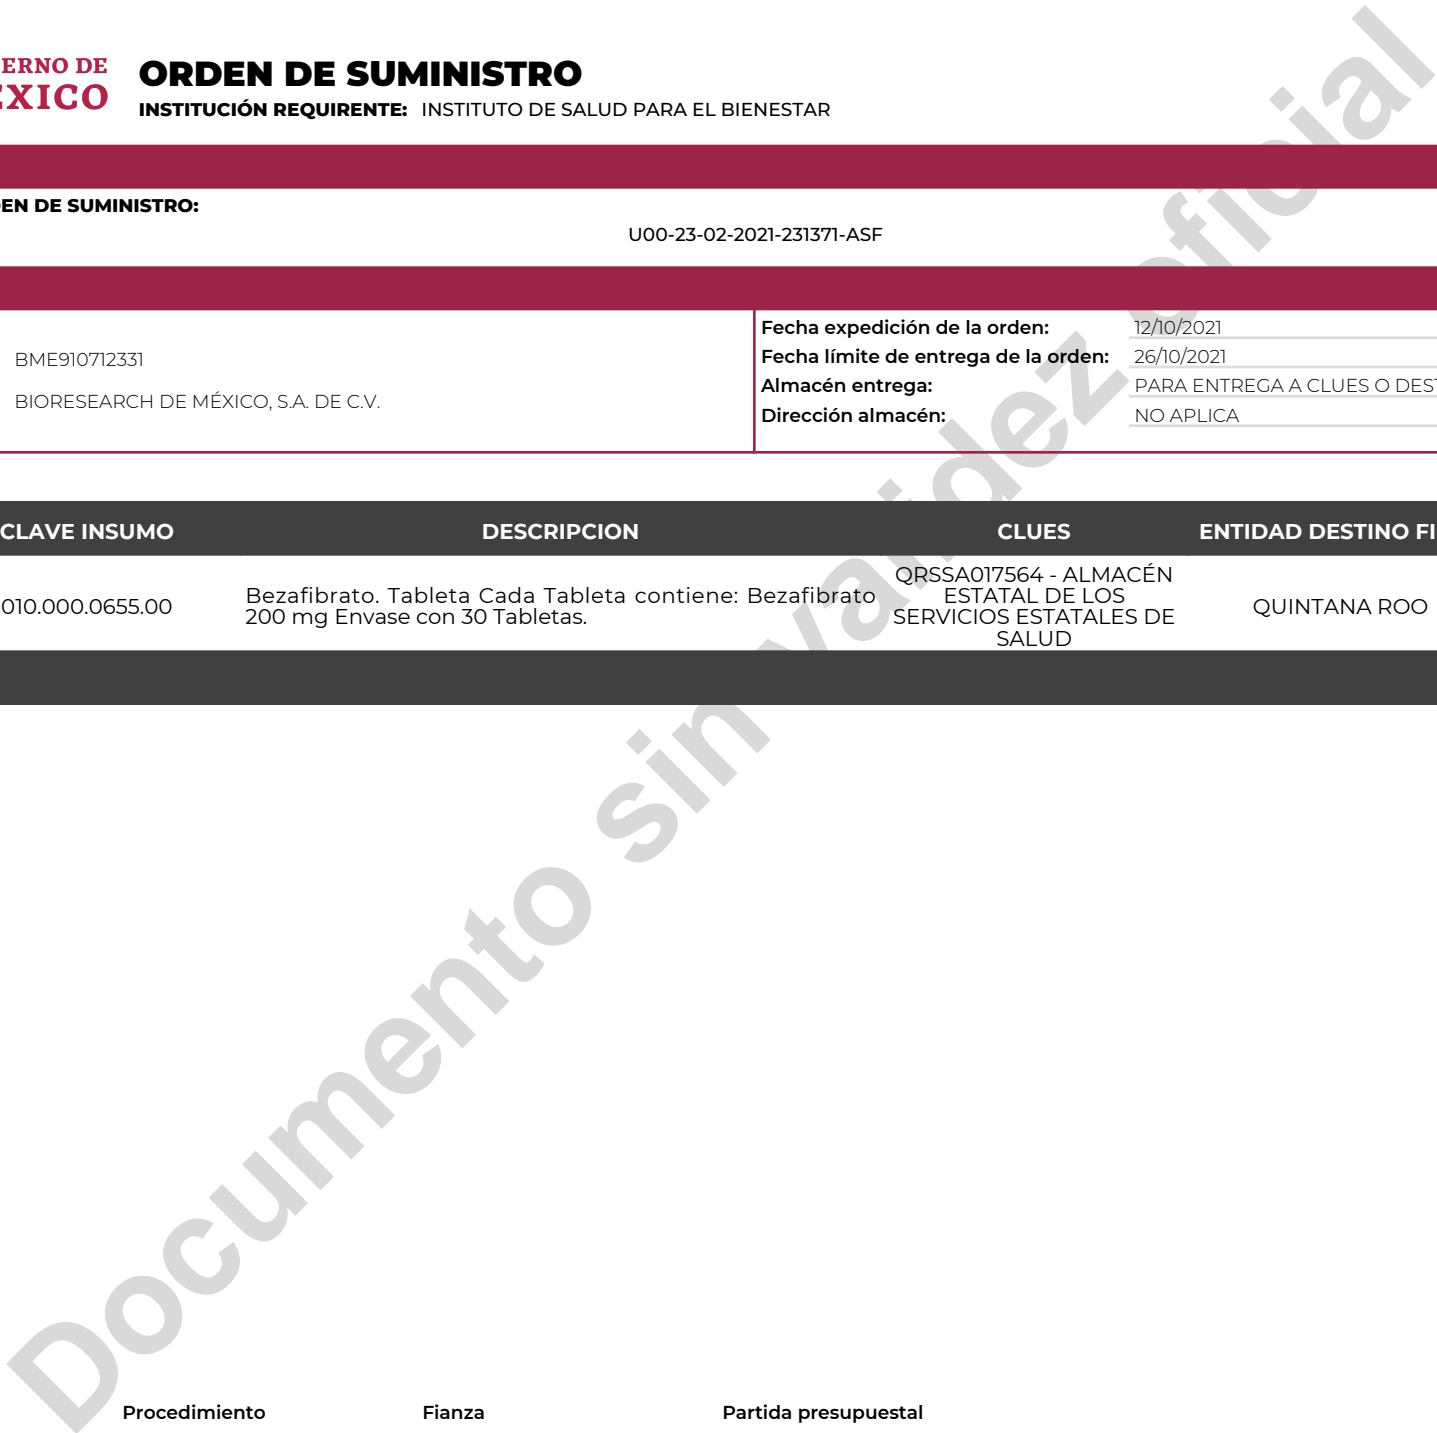 ERNO DE
ÉXICO
ORDEN DE SUMINISTRO
INSTITUCIÓN REQUIRENTE: INSTITUTO DE SALUD PARA EL BIENESTAR
EN DE SUMINISTRO:
U00-23-02-2021-231371-ASF
BME910712331
BIORESEARCH DE MÉXICO, S.A. DE C.V.
Fecha expedición de la orden: 12/10/2021
Fecha límite de entrega de la orden: 26/10/2021
Almacén entrega: PARA ENTREGA A CLUES O DEST
Dirección almacén: NO APLICA
CLAVE INSUMO DESCRIPCION CLUES ENTIDAD DESTINO FI
010.000.0655.00
Bezafibrato. Tableta Cada Tableta contiene: Bezafibrato
200 mg Envase con 30 Tabletas.
QRSSA017564 - ALMACÉN
ESTATAL DE LOS
SERVICIOS ESTATALES DE
SALUD
QUINTANA ROO
Documento sin validez oficial
Procedimiento Fianza Partida presupuestal